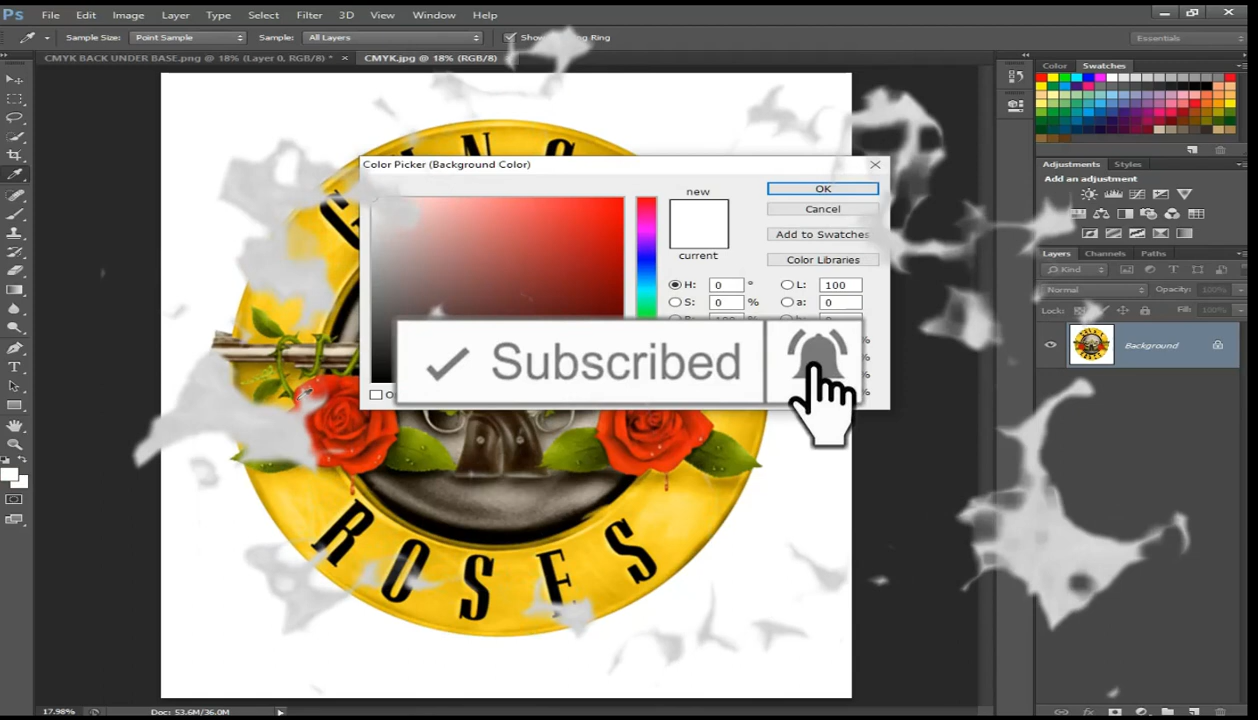 Ps File Edit Image Layer Type Select Filter 3D View Window Help
Sample Size: Point Sample Sample: All Layers Ring
Essentials
CMYK BACK UNDER BASE.png @ 18% (Layer 0, RGB/8) * × CMYK.jpg @ 18% (RGB/8)
Color Swatches
Adjustments Styles
Add an adjustment
Layers Channels Paths
Kind
Normal Opacity: 100%
Lock: Fill: 100%
Background
Color Picker (Background Color)
new
current
OK
Cancel
Add to Swatches
Color Libraries
H: 0 °
S: 0 %
L: 100
a: 0
Subscribed
ROSES
17.98% Doc: 53.6M/36.0M